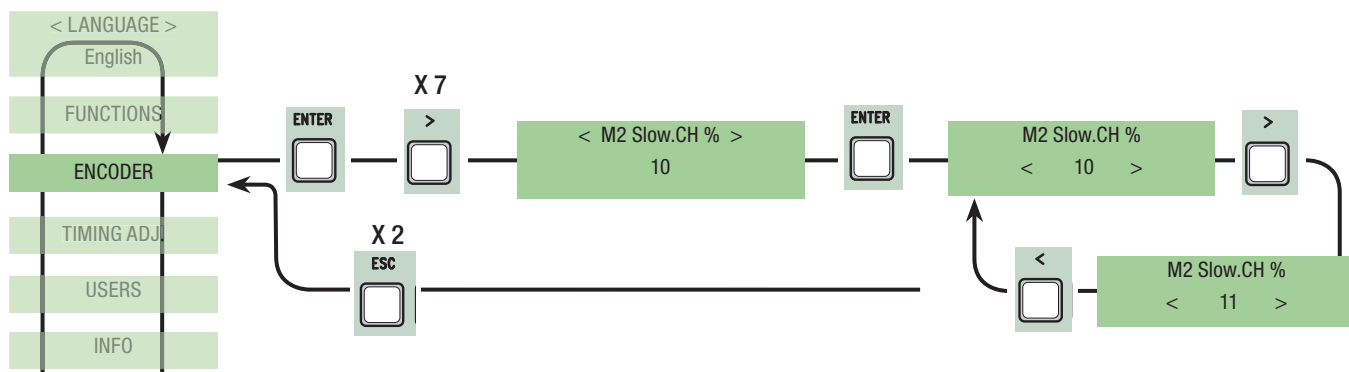 < LANGUAGE >
English
FUNCTIONS
ENCODER
TIMING ADJ.
USERS
INFO
ENTER
X 7
>
< M2 Slow.CH % >
10
ENTER
M2 Slow.CH %
< 10 >
>
X 2
ESC
<
M2 Slow.CH %
< 11 >